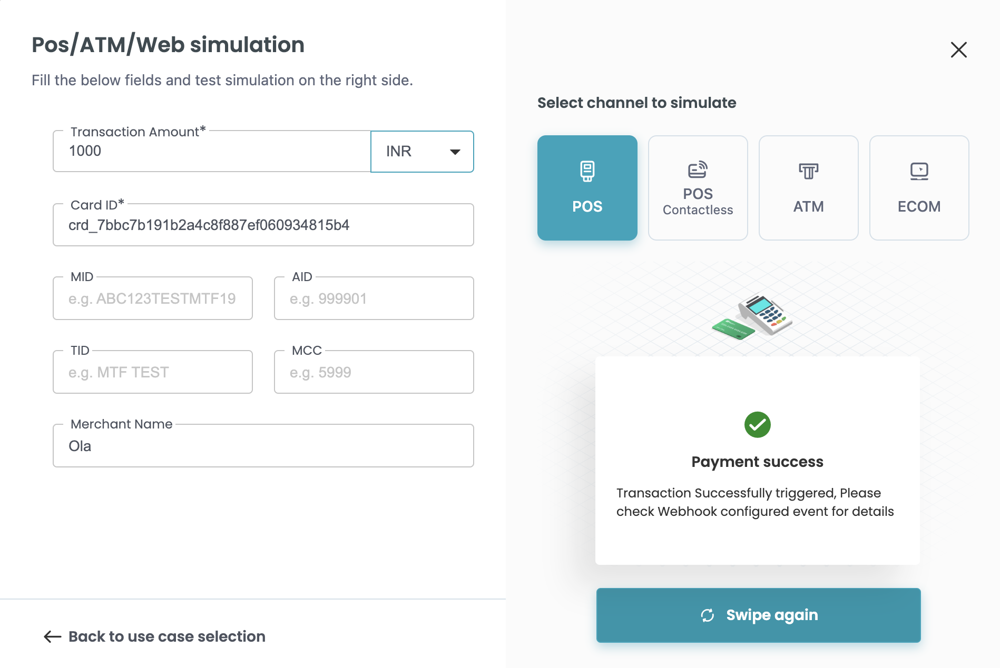 Pos/ATM/Web simulation
Fill the below fields and test simulation on the right side.
Transaction Amount*
1000
INR
Card ID*
crd_7bbc7b191b2a4c8f887ef060934815b4
MID
e.g. ABC123TESTMTF19
AID
e.g. 999901
TID
e.g. MTF TEST
MCC
e.g. 5999
Merchant Name
Ola
Back to use case selection
Select channel to simulate
POS
POS
Contactless
ATM
ECOM
Payment success
Transaction Successfully triggered, Please
check Webhook configured event for details
Swipe again